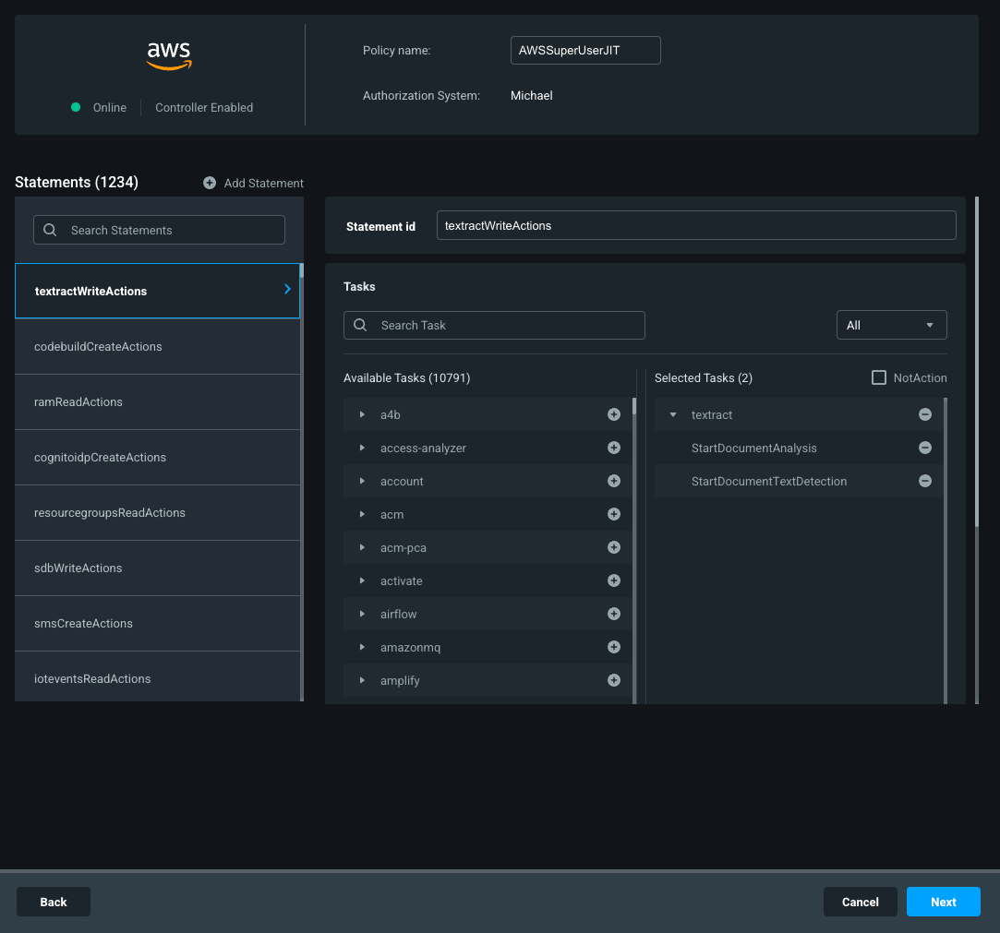 aws
Online
Controller Enabled
Policy name:
AWSSuperUserJIT
Authorization System:
Michael
Statements (1234)
Add Statement
Search Statements
textractWriteActions
codebuildCreateActions
ramReadActions
cognitoidpCreateActions
resourcegroupsReadActions
sdbWriteActions
smsCreateActions
ioteventsReadActions
Statement id
textractWriteActions
Tasks
Search Task
All
Available Tasks (10791)
a4b
access-analyzer
account
acm
acm-pca
activate
airflow
amazonmq
amplify
Selected Tasks (2)
NotAction
textract
StartDocumentAnalysis
StartDocumentTextDetection
Back
Cancel
Next